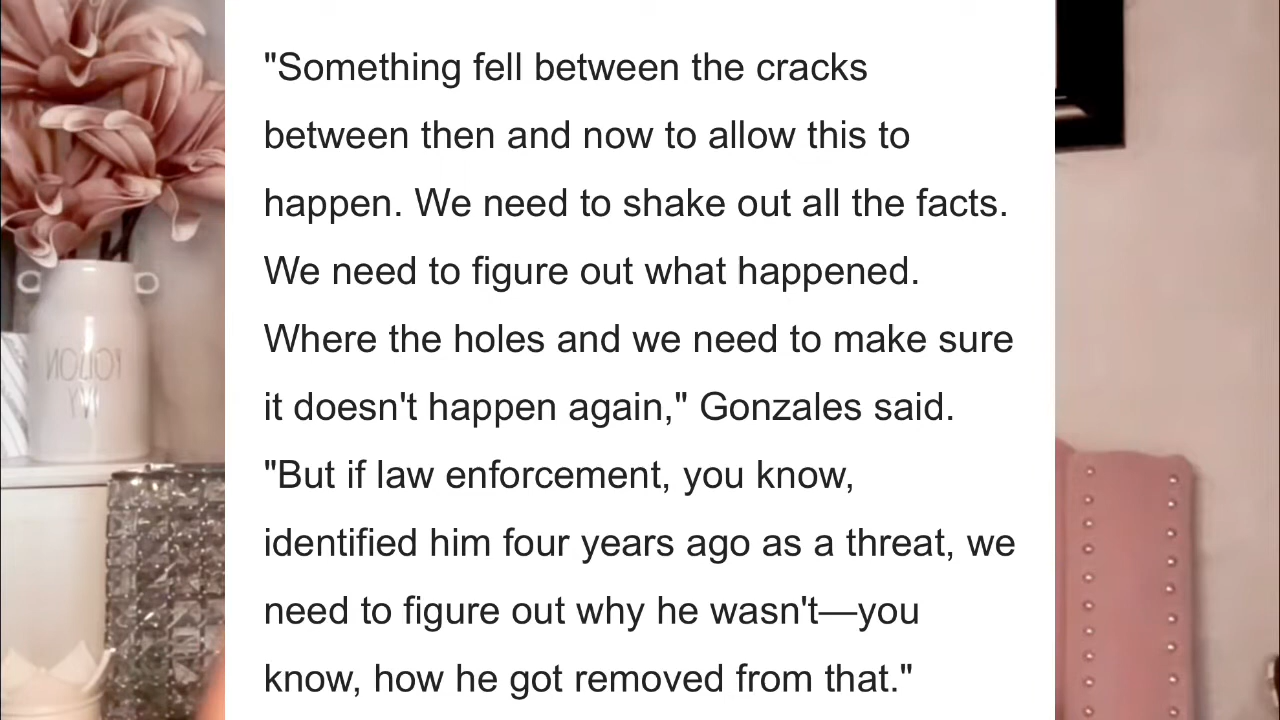 "Something fell between the cracks
between then and now to allow this to
happen. We need to shake out all the facts.
We need to figure out what happened.
Where the holes and we need to make sure
it doesn't happen again," Gonzales said.
"But if law enforcement, you know,
identified him four years ago as a threat, we
need to figure out why he wasn't—you
know, how he got removed from that."
POISON
IVY